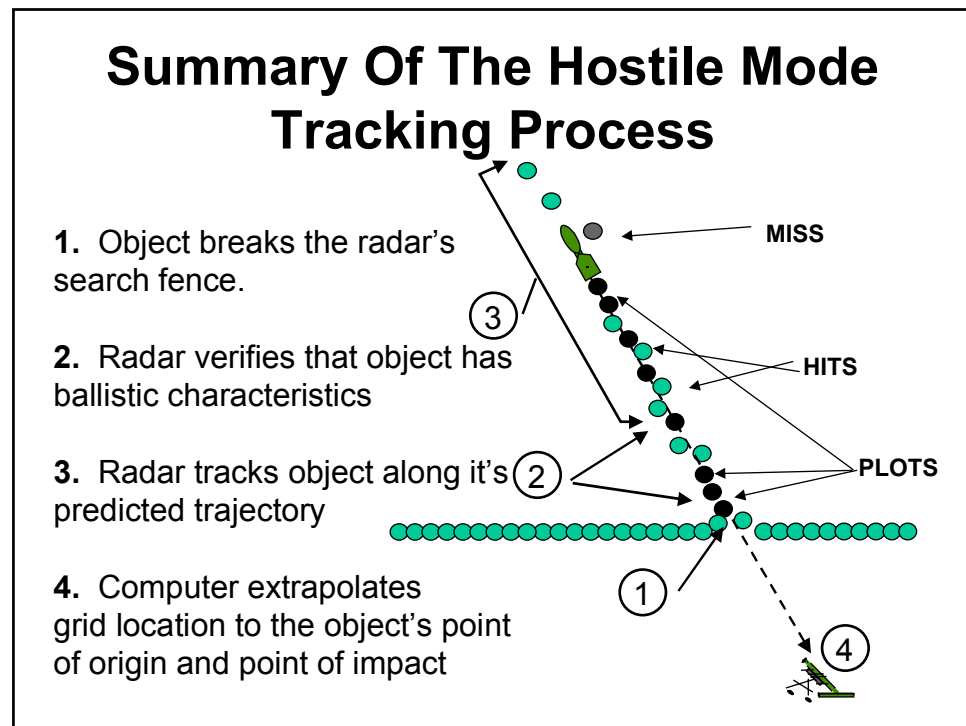 Summary Of The Hostile Mode
Tracking Process
1. Object breaks the radar's
search fence.
2. Radar verifies that object has
ballistic characteristics
3. Radar tracks object along it's
predicted trajectory
4. Computer extrapolates
grid location to the object's point
of origin and point of impact
MISS
3
HITS
2
PLOTS
1
4